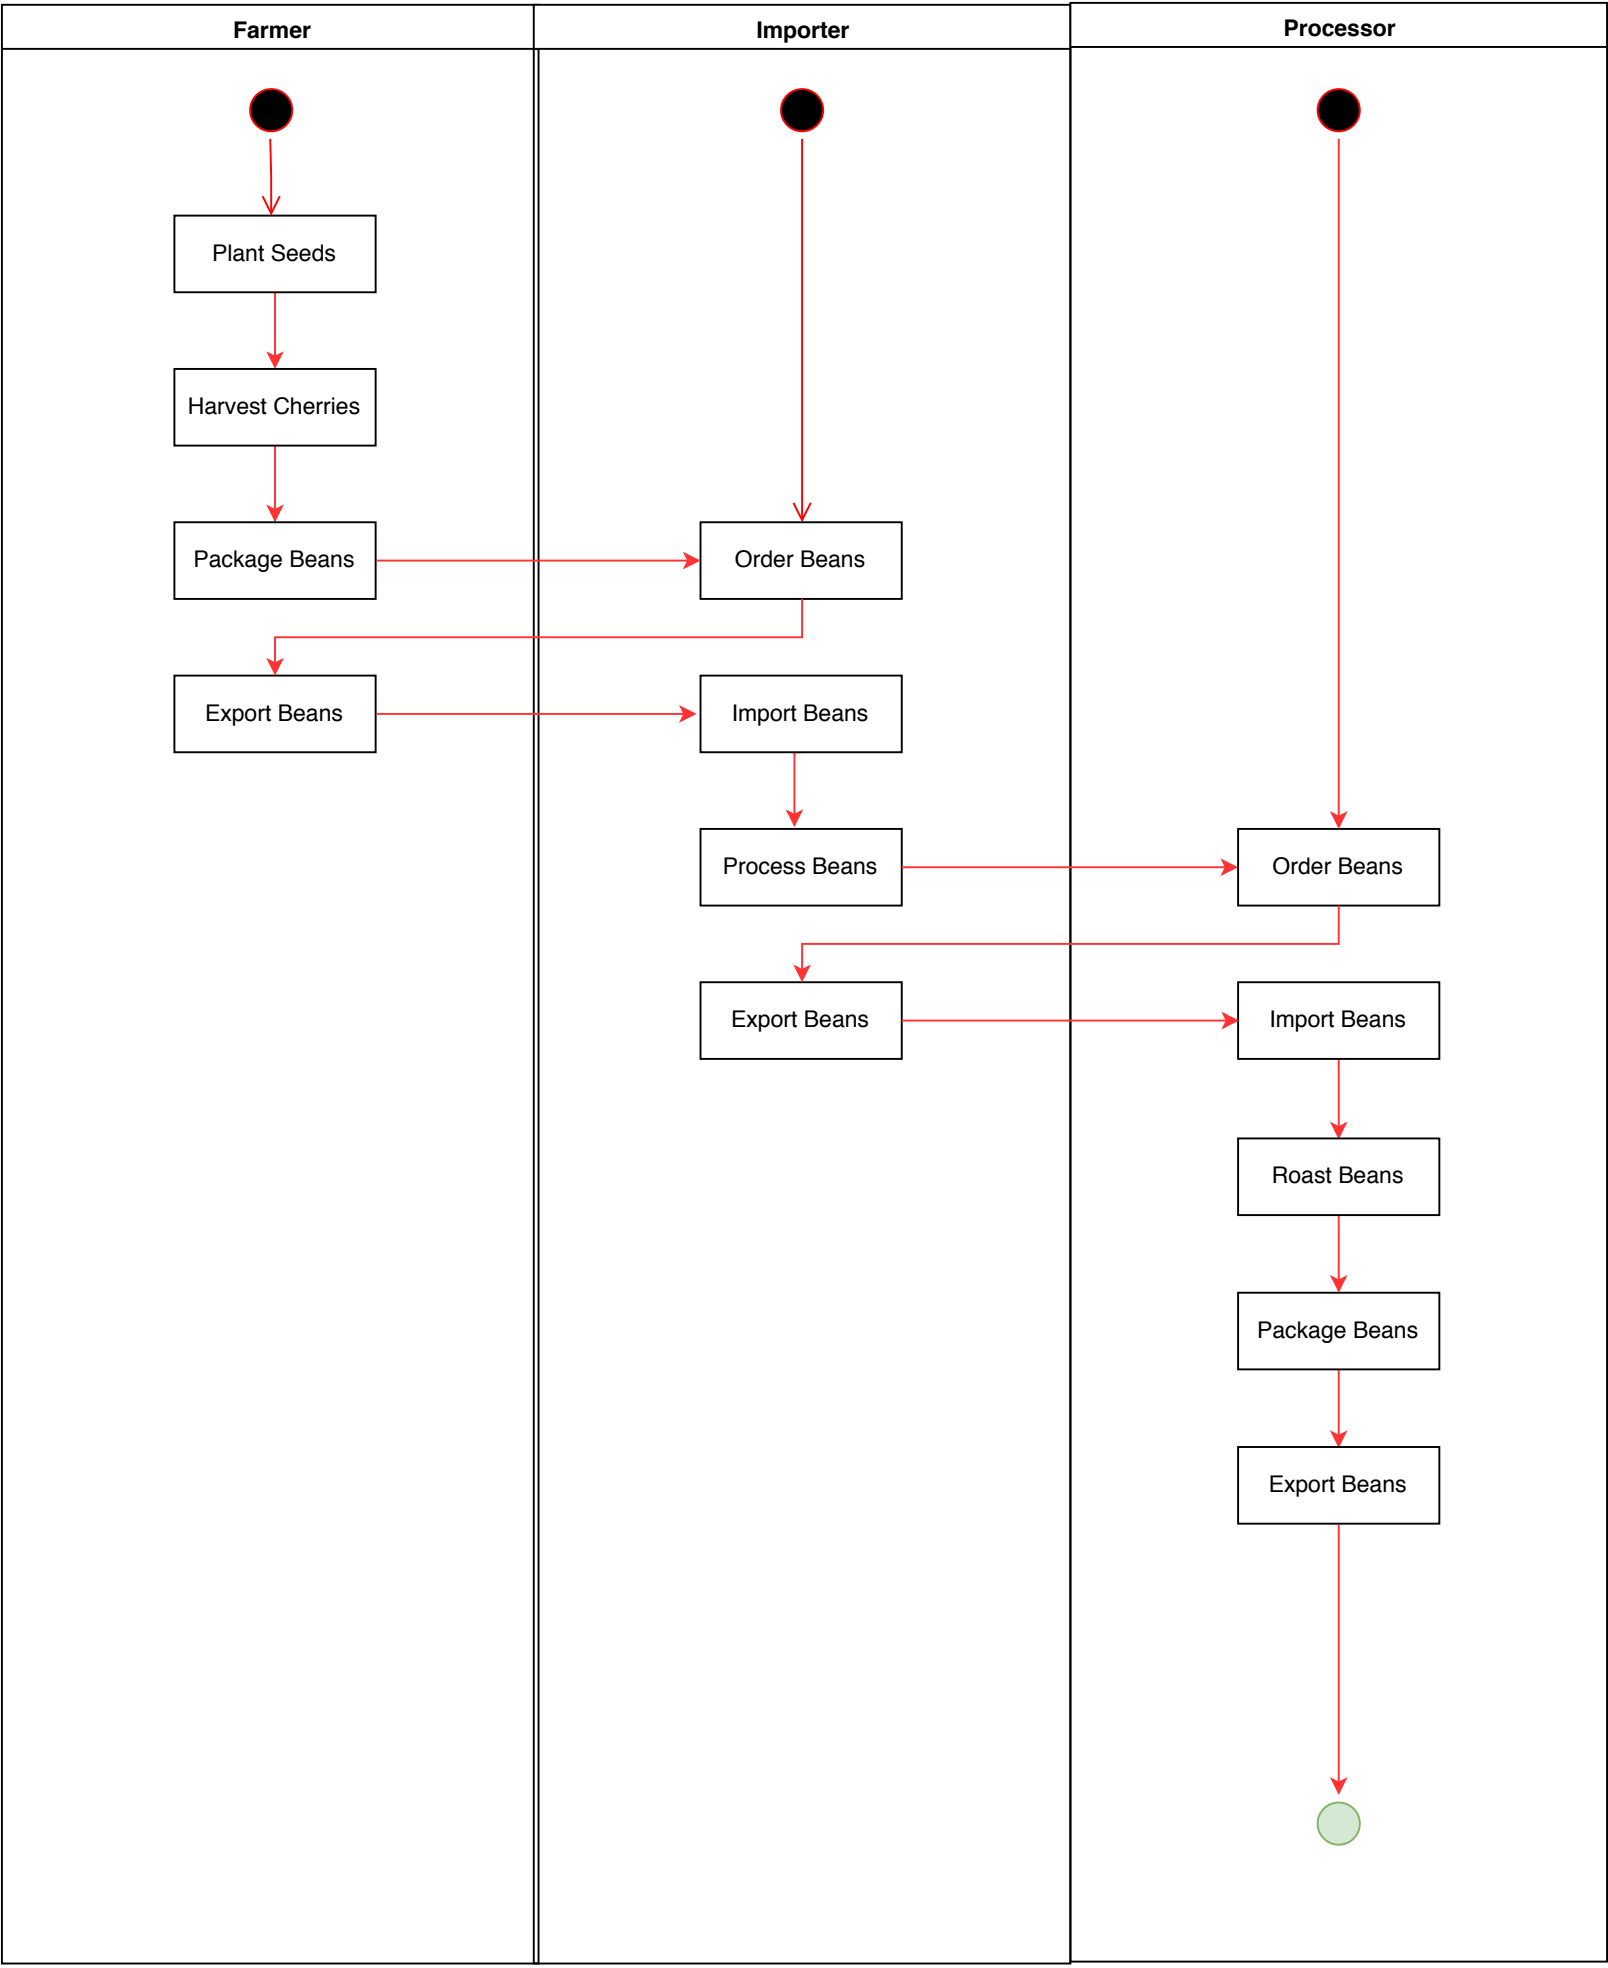 Farmer
Importer
Processor
Plant Seeds
Harvest Cherries
Package Beans
Order Beans
Export Beans
Import Beans
Process Beans
Order Beans
Export Beans
Import Beans
Roast Beans
Package Beans
Export Beans